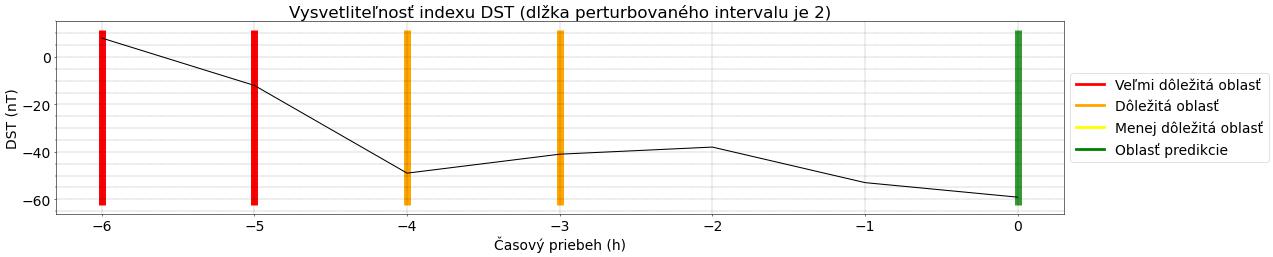 Vysvetliteľnosť indexu DST (dlžka perturbovaného intervalu je 2)
DST (nT)
0
−20
−40
−60
−6
−5
−4
−3
−2
−1
0
Časový priebeh (h)
Veľmi dôležitá oblasť
Dôležitá oblasť
Menej dôležitá oblasť
Oblasť predikcie